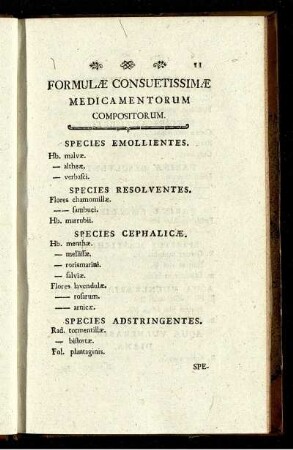 11
FORMULÆ CONSUETISSIMÆ
MEDICAMENTORUM
COMPOSITORUM.
SPECIES EMOLLIENTES.
Hb. malvæ.
— althææ.
— verbasci.
SPECIES RESOLVENTES.
Flores chamomillæ.
—— sambuci.
Hb. marrubii.
SPECIES CEPHALICÆ.
Hb. menthæ.
— melissæ.
— rorismarini.
— salviæ.
Flores lavendulæ.
—— rosarum.
—— arnicæ.
SPECIES ADSTRINGENTES.
Rad. tormentillæ.
— bistortæ.
Fol. plantaginis.
SPE-